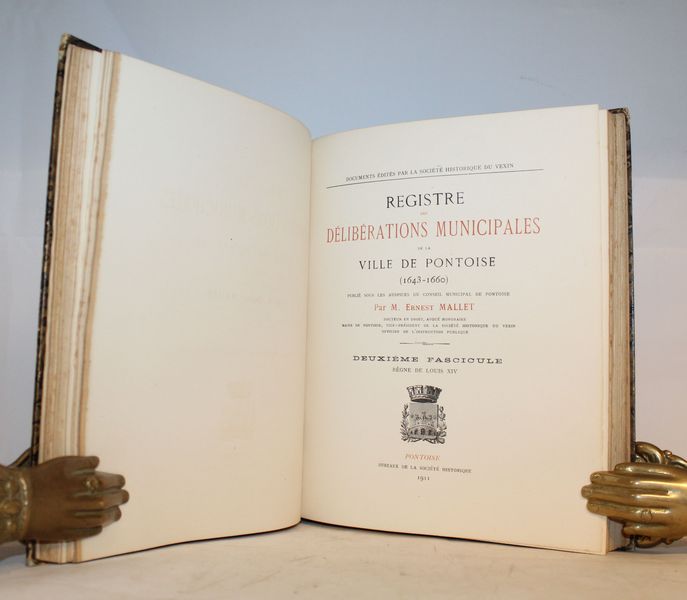 DOCUMENTS ÉDITÉS PAR LA SOCIÉTÉ HISTORIQUE DU VEXIN
REGISTRE
DES
DÉLIBÉRATIONS MUNICIPALES
DE LA
VILLE DE PONTOISE
(1643-1660)
PUBLIÉ SOUS LES AUSPICES DU CONSEIL MUNICIPAL DE PONTOISE
Par M. Ernest MALLET
DOCTEUR EN DROIT, AVOUÉ HONORAIRE
MAIRE DE PONTOISE, VICE-PRÉSIDENT DE LA SOCIÉTÉ HISTORIQUE DU VEXIN
OFFICIER DE L'INSTRUCTION PUBLIQUE
DEUXIÈME FASCICULE
RÈGNE DE LOUIS XIV
PONTOISE
BUREAUX DE LA SOCIÉTÉ HISTORIQUE
1911